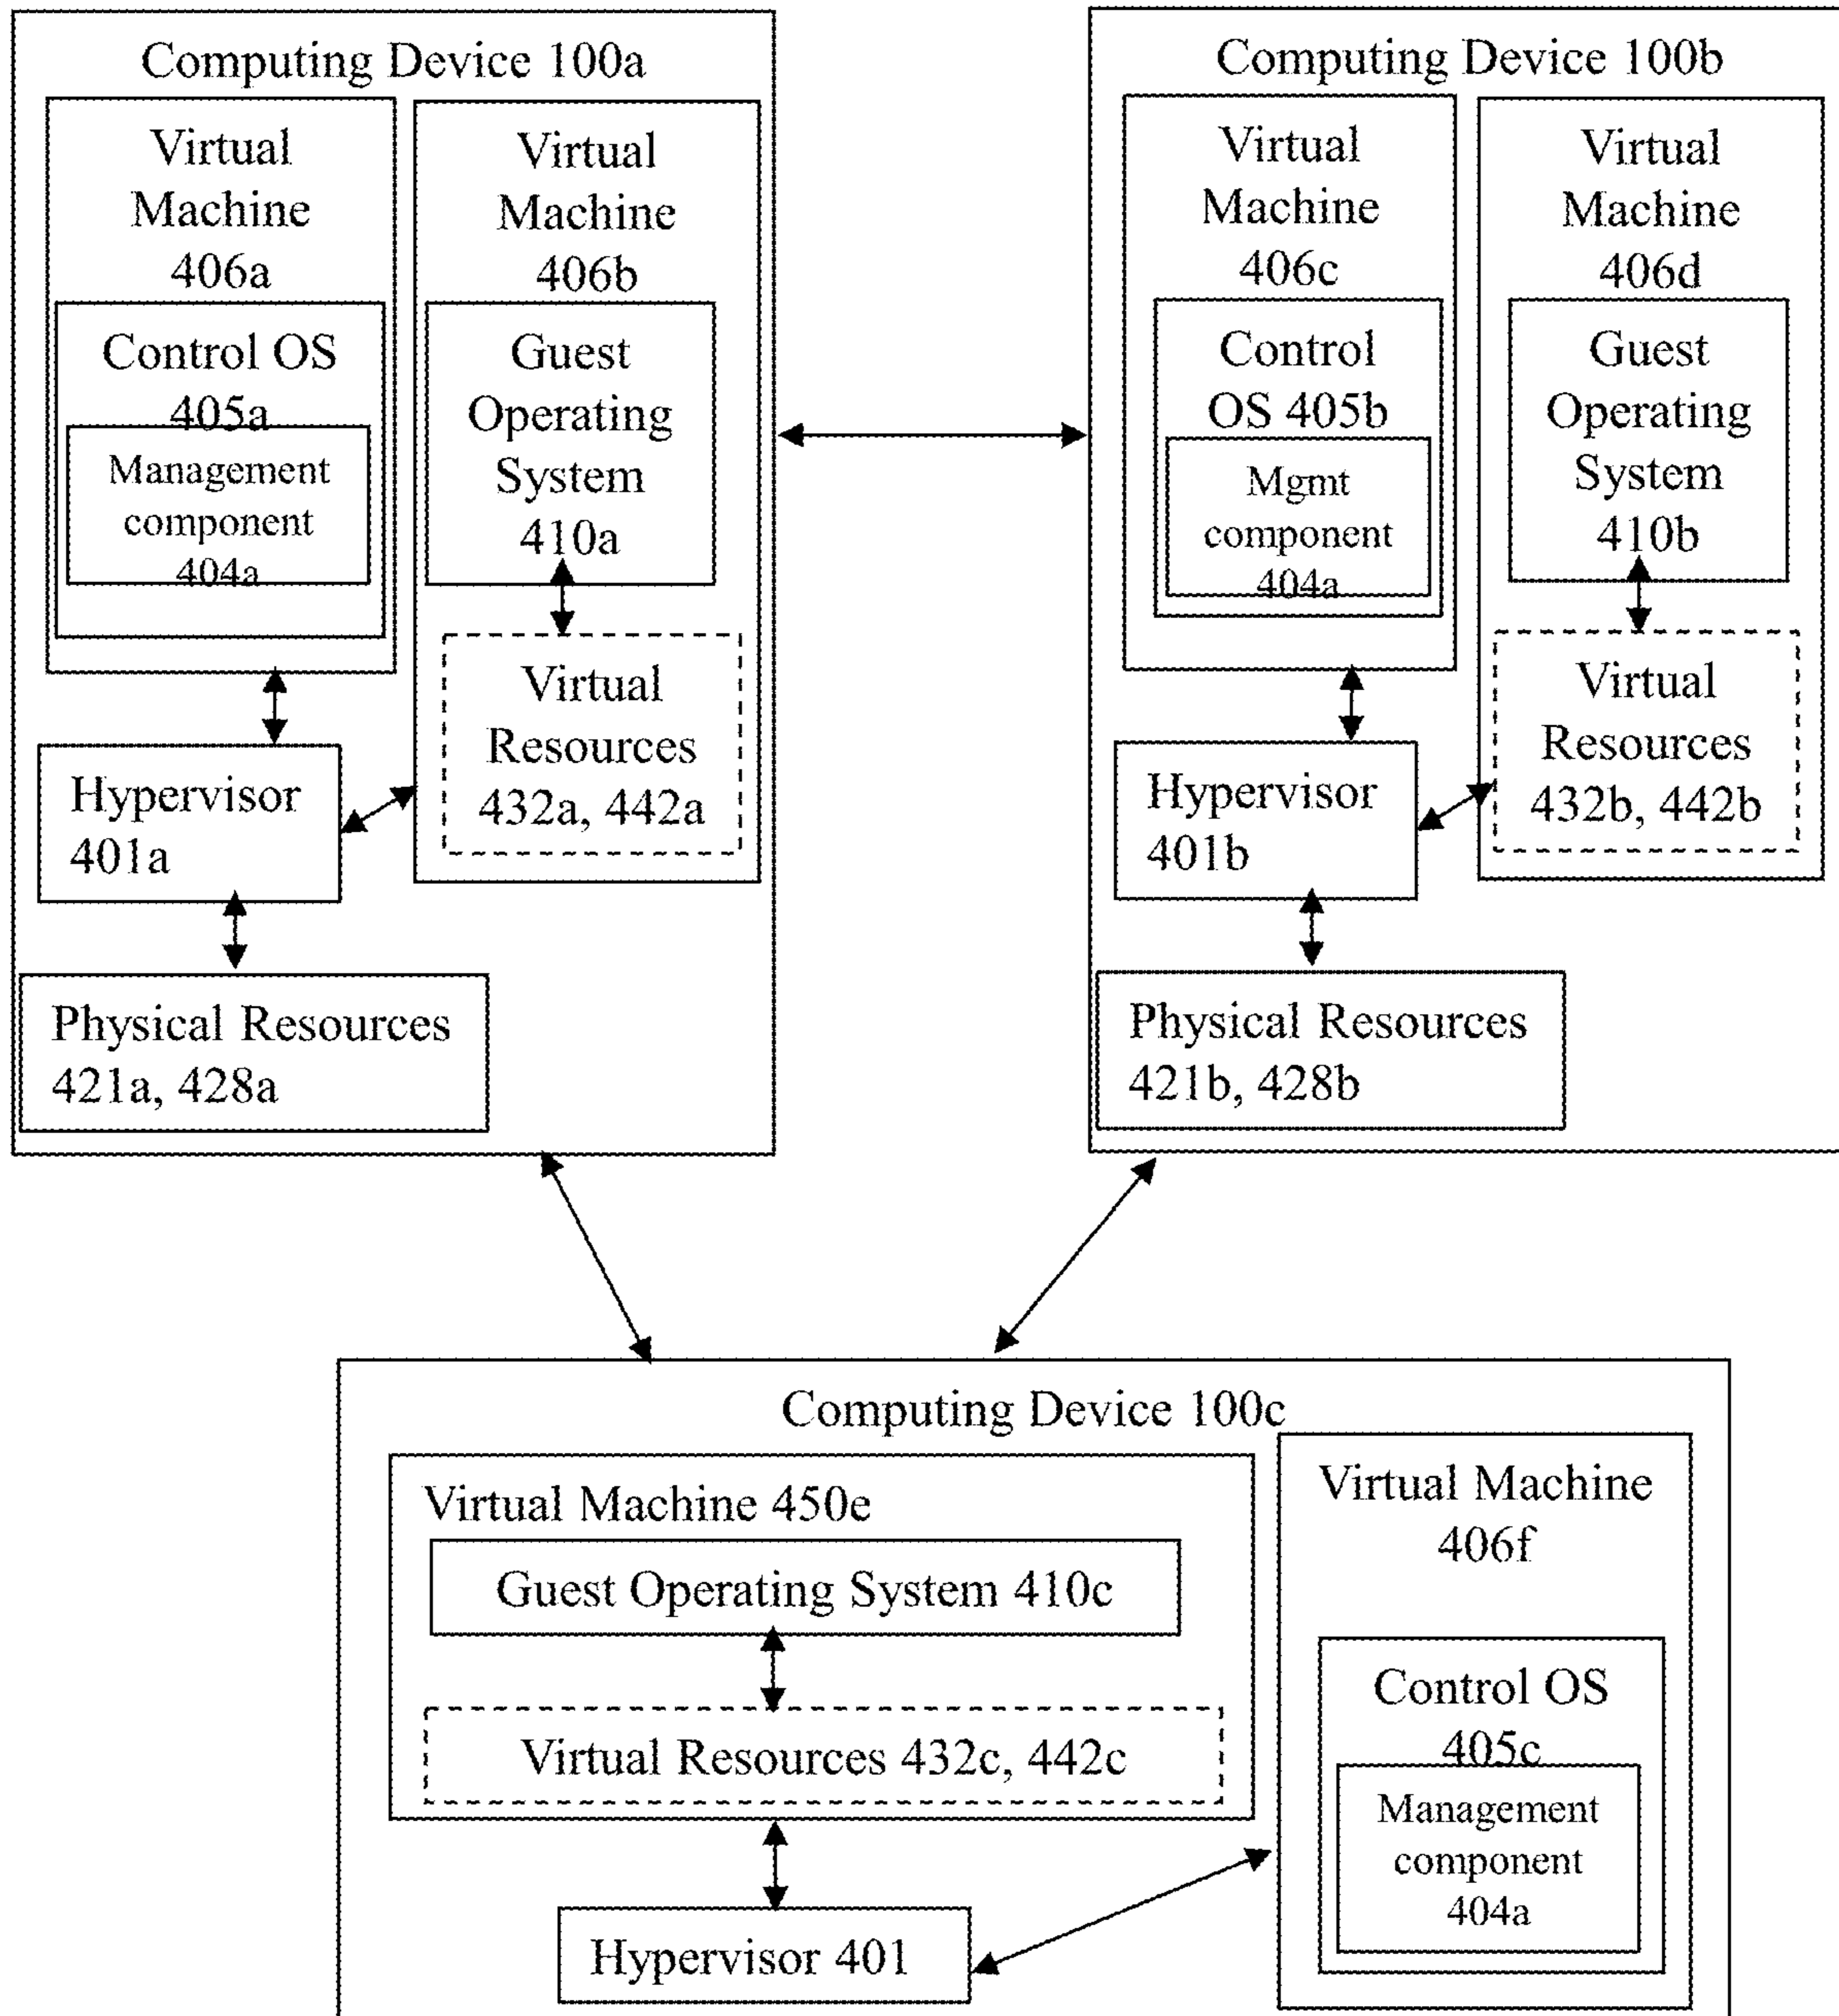 Computing Device 100a
Virtual
Machine
406a
Control OS
405a
Management
component
404a
Virtual
Machine
406b
Guest
Operating
System
410a
Virtual
Resources
432a, 442a
Hypervisor
401a
Physical Resources
421a, 428a
Computing Device 100b
Virtual
Machine
406c
Control
OS 405b
Mgmt
component
404a
Virtual
Machine
406d
Guest
Operating
System
410b
Virtual
Resources
432b, 442b
Hypervisor
401b
Physical Resources
421b, 428b
Computing Device 100c
Virtual Machine 450e
Guest Operating System 410c
Virtual Resources 432c, 442c
Virtual Machine
406f
Control OS
405c
Management
component
404a
Hypervisor 401